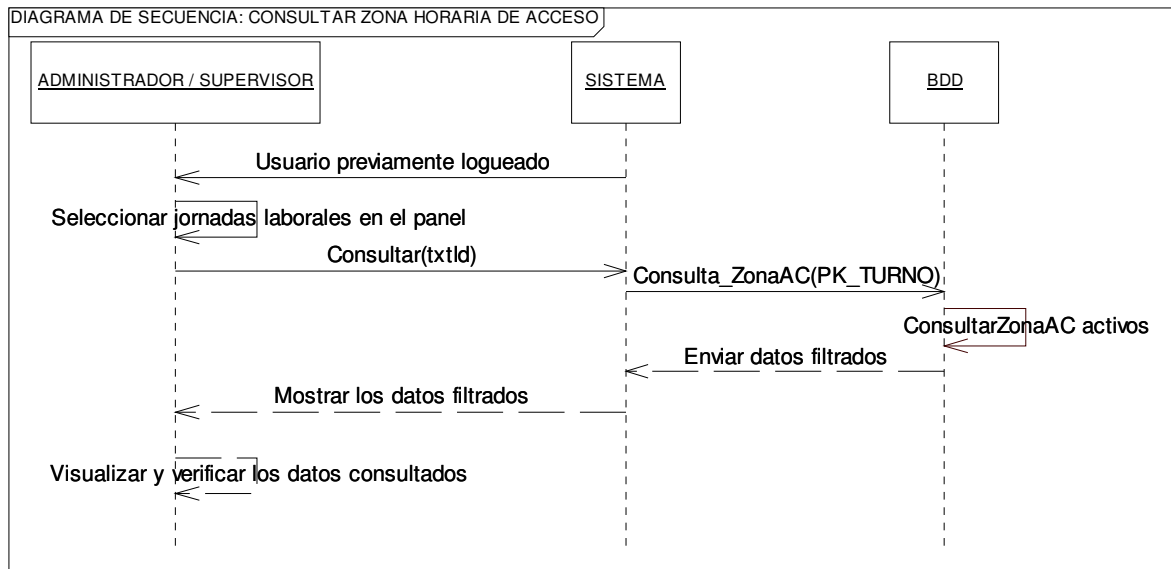 DIAGRAMA DE SECUENCIA: CONSULTAR ZONA HORARIA DE ACCESO
ADMINISTRADOR / SUPERVISOR
SISTEMA
BDD
Usuario previamente logueado
Seleccionar jornadas laborales en el panel
Consultar(txtId)
Consulta_ZonaAC(PK_TURNO)
ConsultarZonaAC activos
Enviar datos filtrados
Mostrar los datos filtrados
Visualizar y verificar los datos consultados